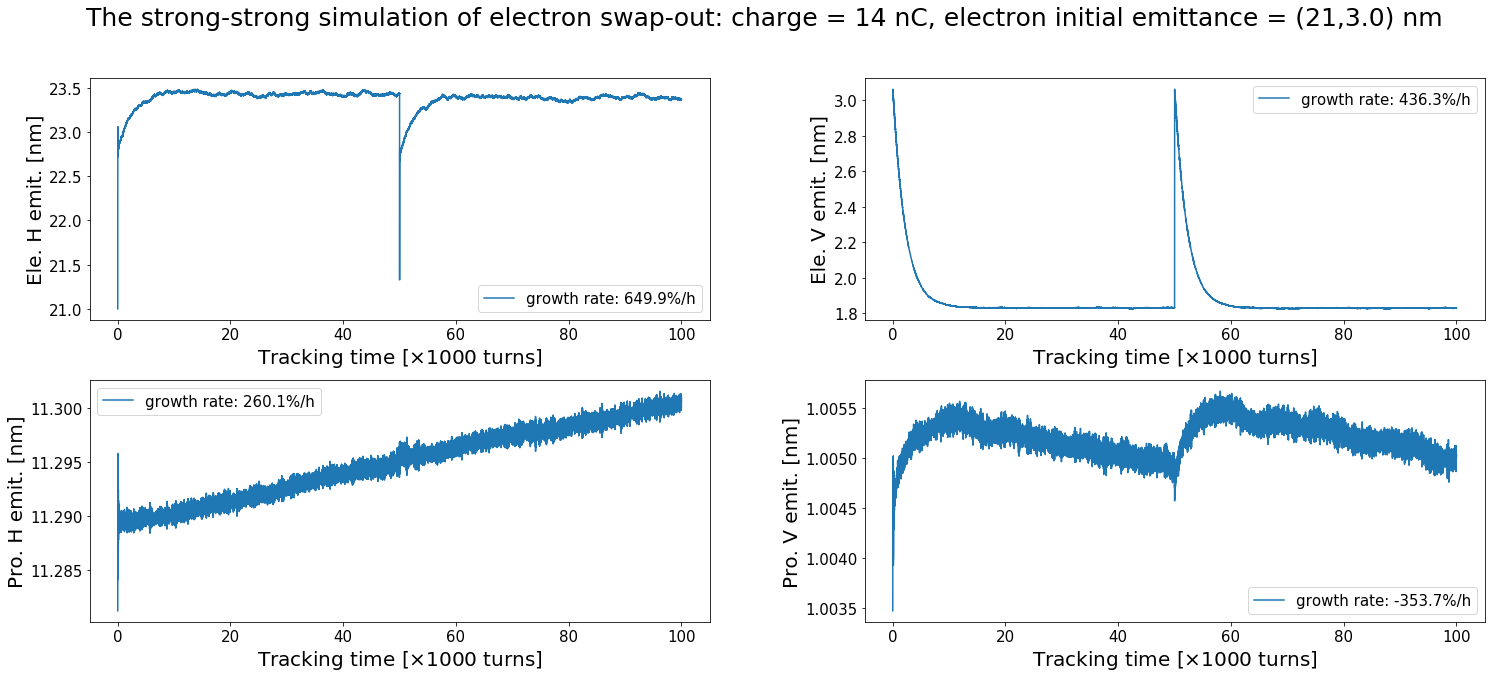 The strong-strong simulation of electron swap-out: charge = 14 nC, electron initial emittance = (21,3.0) nm
Ele. H emit. [nm]
23.5
23.0
22.5
22.0
21.5
21.0
growth rate: 649.9%/h
0 20 40 60 80 100
Tracking time [×1000 turns]
Ele. V emit. [nm]
3.0
2.8
2.6
2.4
2.2
2.0
1.8
growth rate: 436.3%/h
0 20 40 60 80 100
Tracking time [×1000 turns]
Pro. H emit. [nm]
11.300
11.295
11.290
11.285
growth rate: 260.1%/h
0 20 40 60 80 100
Tracking time [×1000 turns]
Pro. V emit. [nm]
1.0055
1.0050
1.0045
1.0040
1.0035
growth rate: -353.7%/h
0 20 40 60 80 100
Tracking time [×1000 turns]